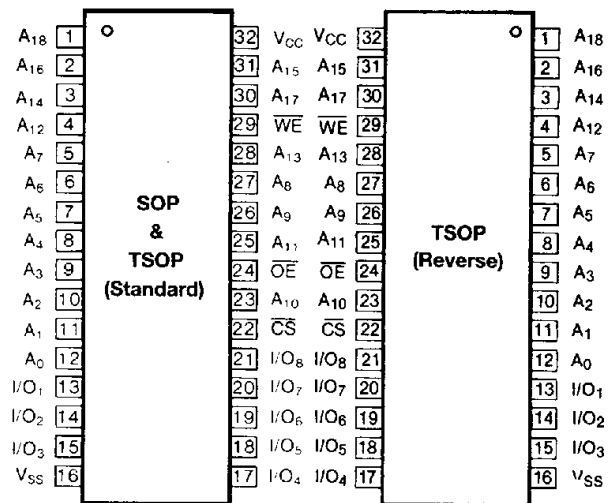 A18 1 32 VCC VCC 32 1 A18
A16 2 31 A15 A15 31 2 A16
A14 3 30 A17 A17 30 3 A14
A12 4 29 W̅E̅ W̅E̅ 29 4 A12
A7 5 28 A13 A13 28 5 A7
A6 6 27 A8 A8 27 6 A6
A5 7 SOP 26 A9 A9 26 7 A5
A4 8 & 25 A11 A11 25 TSOP 8 A4
A3 9 TSOP 24 O̅E̅ O̅E̅ 24 (Reverse) 9 A3
A2 10 (Standard) 23 A10 A10 23 10 A2
A1 11 22 C̅S̅ C̅S̅ 22 11 A1
A0 12 21 I/O8 I/O8 21 12 A0
I/O1 13 20 I/O7 I/O7 20 13 I/O1
I/O2 14 19 I/O6 I/O6 19 14 I/O2
I/O3 15 18 I/O5 I/O5 18 15 I/O3
VSS 16 17 I/O4 I/O4 17 16 VSS